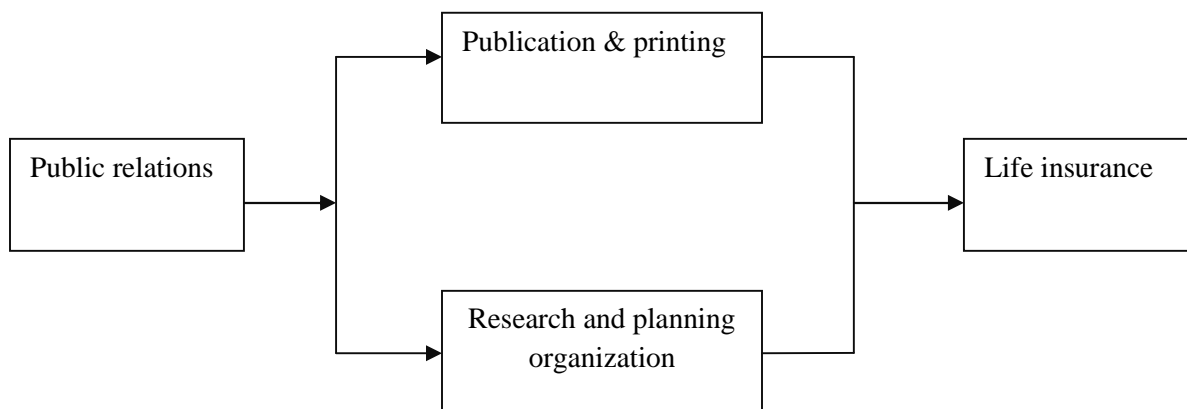 Publication & printing
Public relations
Life insurance
Research and planning
organization